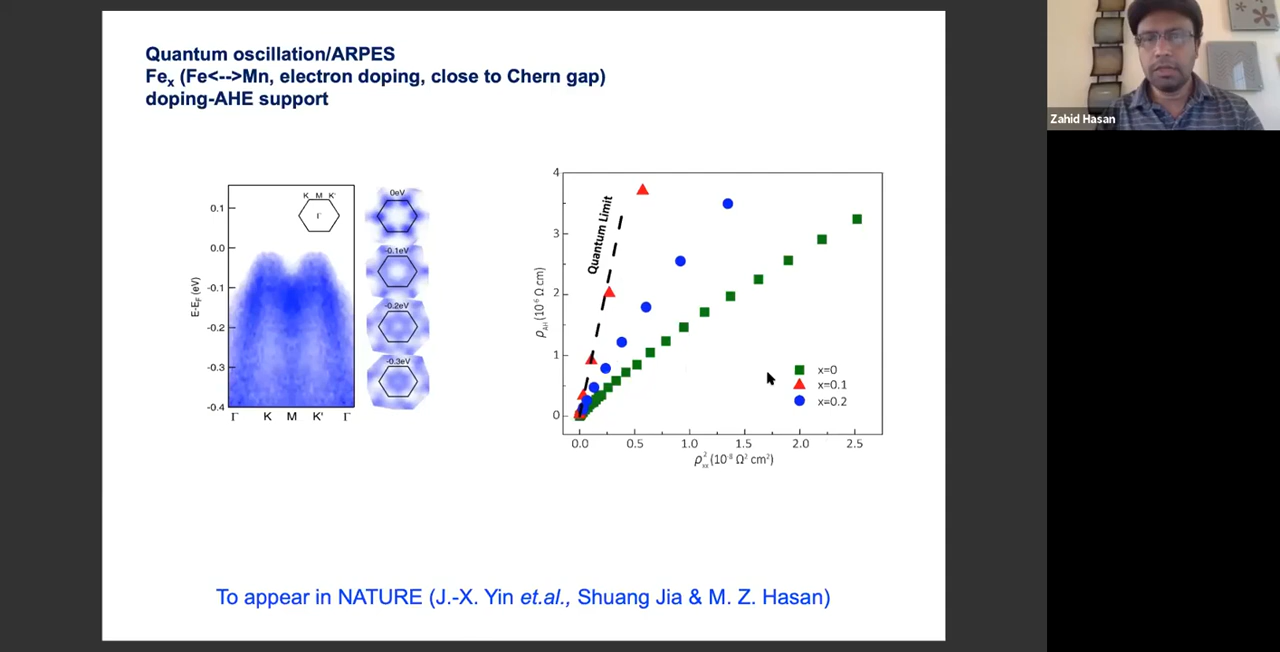 Quantum oscillation/ARPES
Feₓ (Fe<-->Mn, electron doping, close to Chern gap)
doping-AHE support
Zahid Hasan
K M K'
Γ
0eV
-0.1eV
-0.2eV
-0.3eV
0.1
0.0
-0.1
-0.2
-0.3
-0.4
E-E_F (eV)
Γ K M K' Γ
4
3
2
1
0
ρ_AH (10⁻⁶ Ω cm)
Quantum Limit
x=0
x=0.1
x=0.2
0.0 0.5 1.0 1.5 2.0 2.5
ρ²ₓₓ (10⁻⁸ Ω² cm²)
To appear in NATURE (J.-X. Yin et.al., Shuang Jia & M. Z. Hasan)